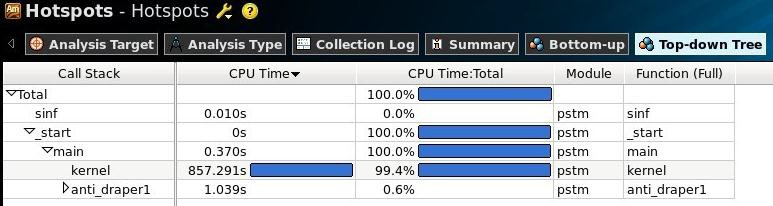 Hotspots - Hotspots
Analysis Target Analysis Type Collection Log Summary Bottom-up Top-down Tree
Call Stack CPU Time CPU Time:Total Module Function (Full)
Total 100.0%
sinf 0.010s 0.0% pstm sinf
_start 0s 100.0% pstm _start
main 0.370s 100.0% pstm main
kernel 857.291s 99.4% pstm kernel
anti_draper1 1.039s 0.6% pstm anti_draper1